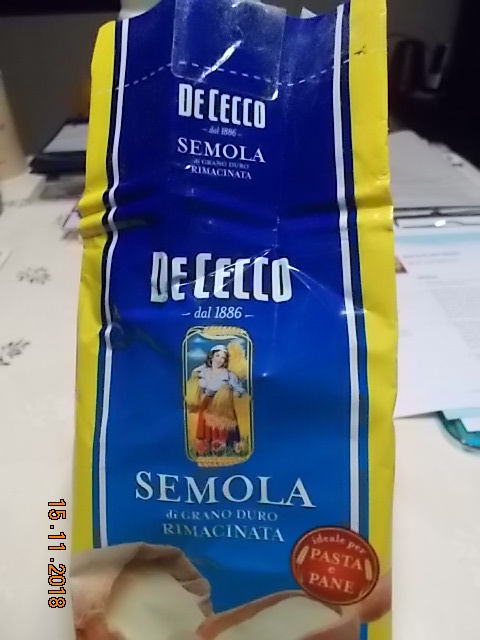 DE CECCO
dal 1886
SEMOLA
di GRANO DURO
RIMACINATA
DE CECCO
dal 1886
SEMOLA
di GRANO DURO
RIMACINATA
ideale per
PASTA
e
PANE
15.11.2018